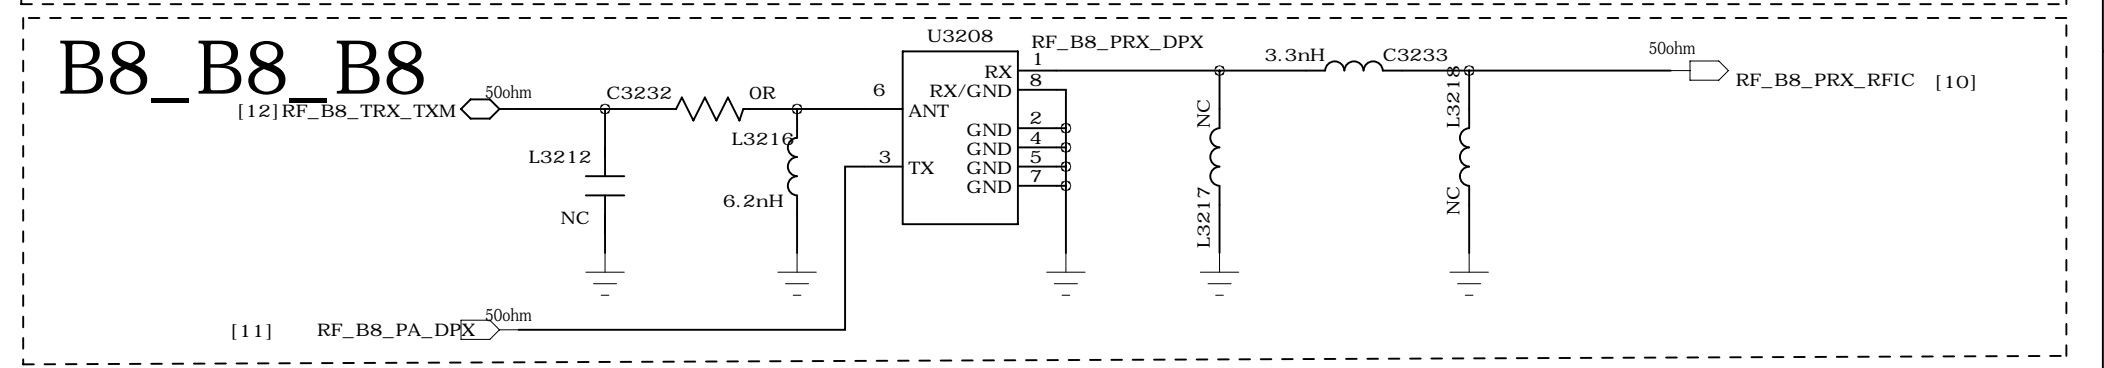 B8_B8_B8
U3208
RF_B8_PRX_DPX
[12] RF_B8_TRX_TXM
50ohm
C3232
0R
6
ANT
L3212
NC
L3216
6.2nH
3
TX
RX
1
RX/GND
8
GND
2
GND
4
GND
5
GND
7
3.3nH
C3233
NC
L3217
L3218
NC
50ohm
RF_B8_PRX_RFIC [10]
[11] RF_B8_PA_DPX
50ohm